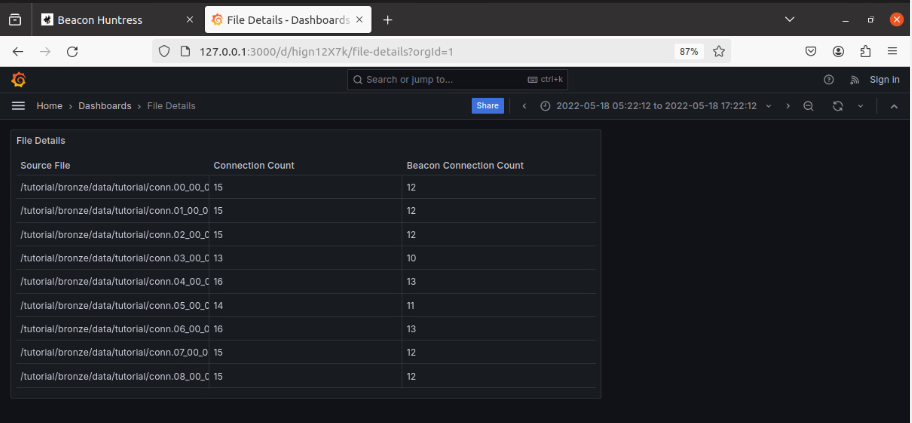 Beacon Huntress
File Details - Dashboards
127.0.0.1:3000/d/hign12X7k/file-details?orgId=1
87%
Search or jump to...
ctrl+k
Sign in
Home › Dashboards › File Details
Share
2022-05-18 05:22:12 to 2022-05-18 17:22:12
File Details
Source File Connection Count Beacon Connection Count
/tutorial/bronze/data/tutorial/conn.00_00_0 15 12
/tutorial/bronze/data/tutorial/conn.01_00_0 15 12
/tutorial/bronze/data/tutorial/conn.02_00_0 15 12
/tutorial/bronze/data/tutorial/conn.03_00_0 13 10
/tutorial/bronze/data/tutorial/conn.04_00_0 16 13
/tutorial/bronze/data/tutorial/conn.05_00_0 14 11
/tutorial/bronze/data/tutorial/conn.06_00_0 16 13
/tutorial/bronze/data/tutorial/conn.07_00_0 15 12
/tutorial/bronze/data/tutorial/conn.08_00_0 15 12